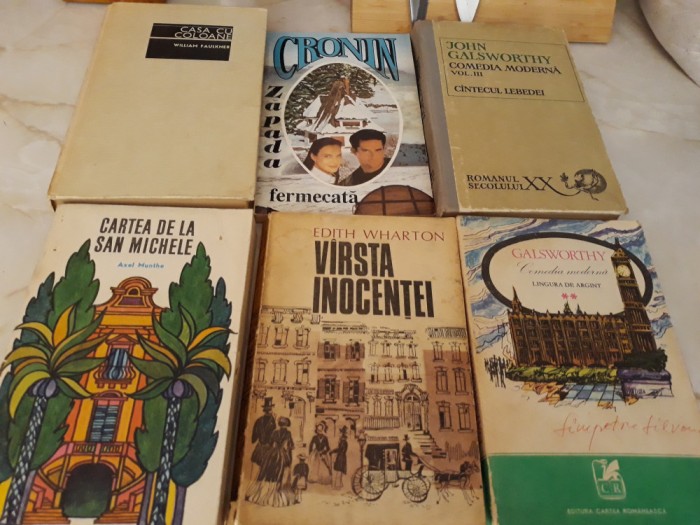 CASA CU
COLOANE
WILLIAM FAULKNER
CRONIN
Zapada
fermecată
JOHN
GALSWORTHY
COMEDIA MODERNĂ
VOL. III
CÎNTECUL LEBEDEI
ROMANUL
SECOLULUI XX
CARTEA DE LA
SAN MICHELE
Axel Munthe
EDITH WHARTON
VÎRSTA
INOCENȚEI
GALSWORTHY
Comedia modernă
LINGURA DE ARGINT
**
EDITURA CARTEA ROMÂNEASCĂ